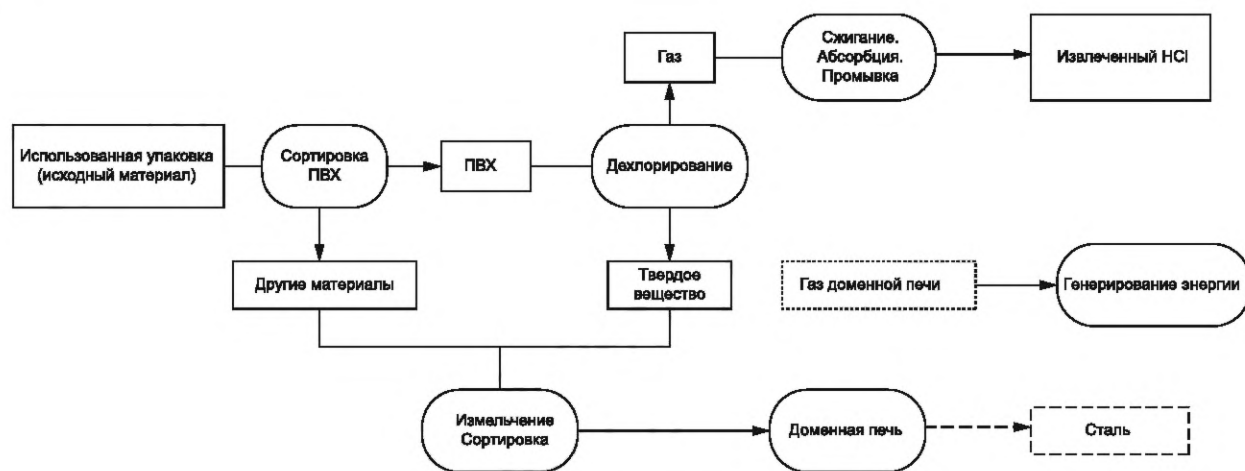 Газ
Сжигание.
Абсорбция.
Промывка
Извлеченный HCl
Использованная упаковка
(исходный материал)
Сортировка
ПВХ
ПВХ
Дехлорирование
Другие материалы
Твердое
вещество
Газ доменной печи
Генерирование энергии
Измельчение
Сортировка
Доменная печь
Сталь